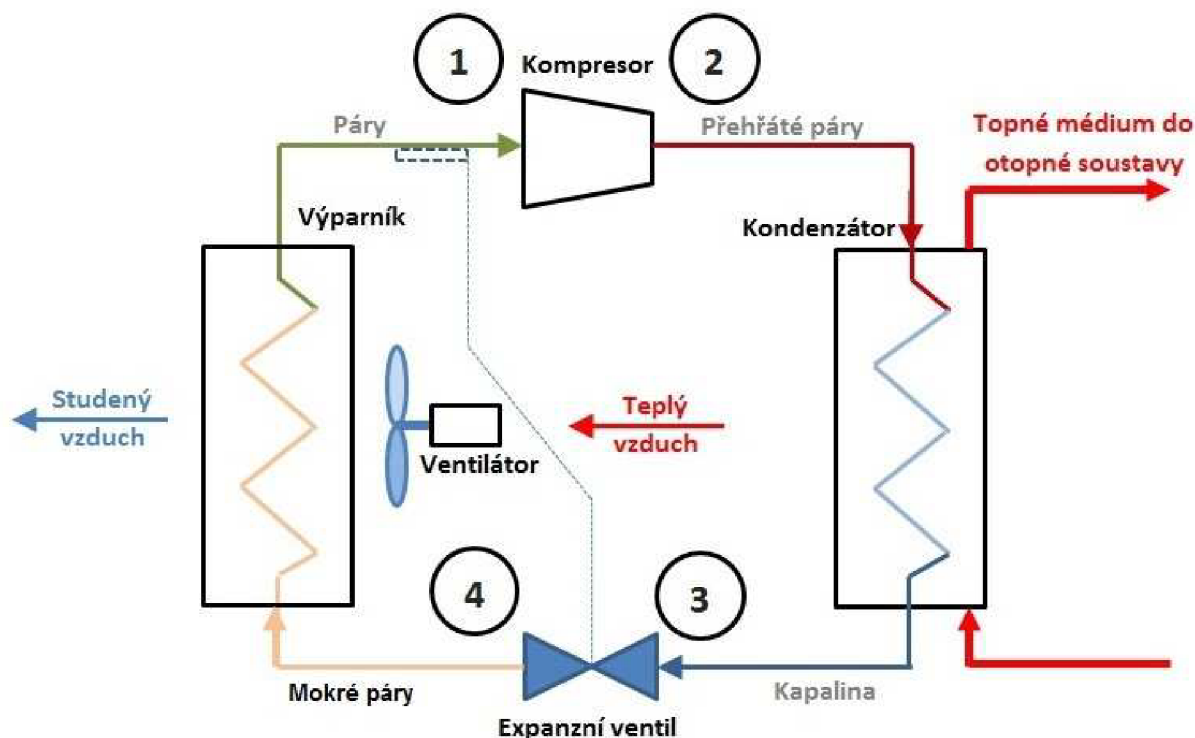 1
Kompresor
2
Páry
Přehřáté páry
Topné médium do
otopné soustavy
Výparník
Kondenzátor
Studený
vzduch
Teplý
vzduch
Ventilátor
4
3
Mokré páry
Kapalina
Expanzní ventil